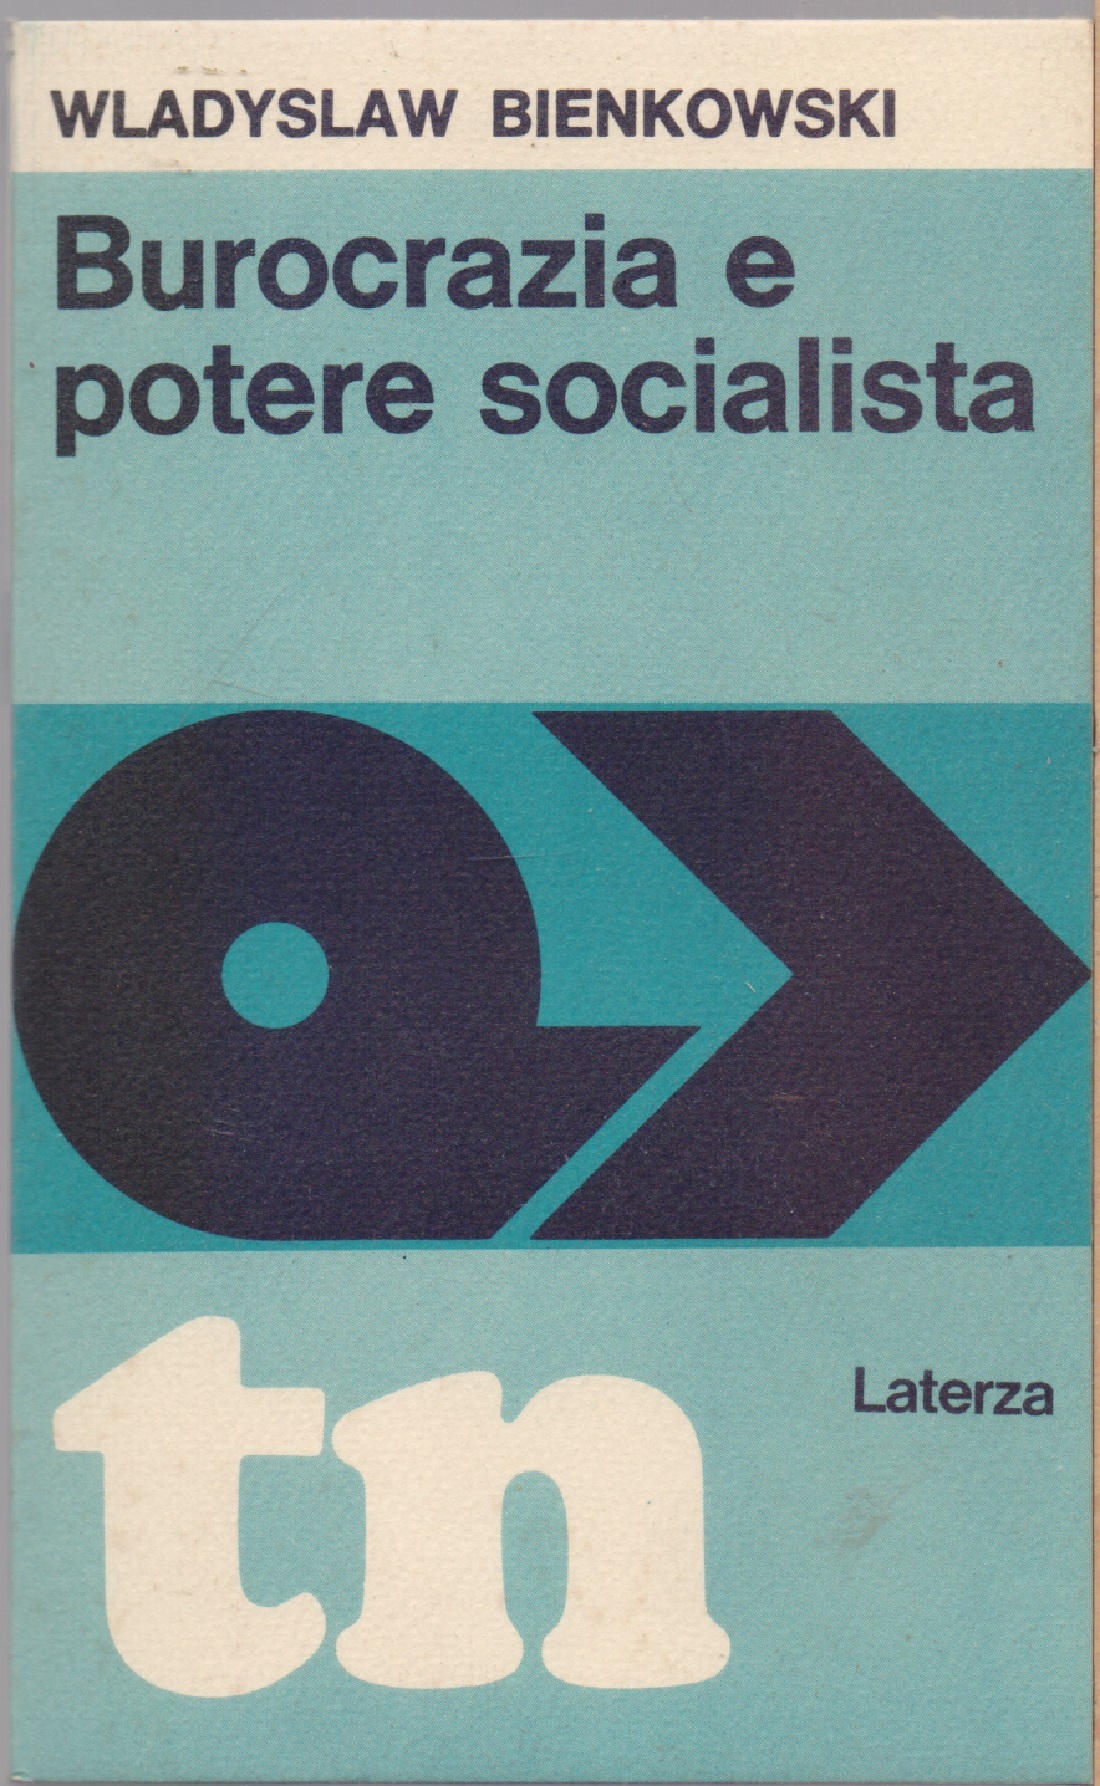 WLADYSLAW BIENKOWSKI
Burocrazia e
potere socialista
tn
Laterza